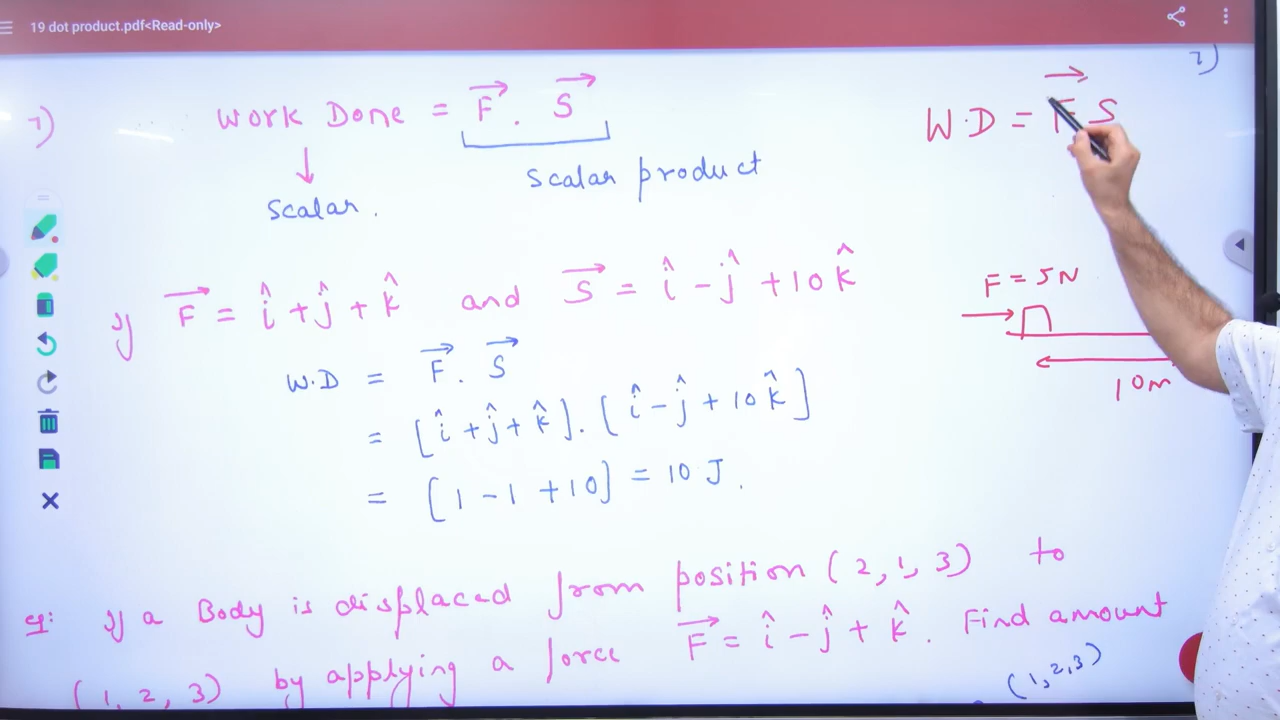 19 dot product.pdf<Read-only>
7)
Work Done = F⃗ . S⃗
Scalar product
Scalar .
If F⃗ = î + ĵ + k̂ and S⃗ = î - ĵ + 10 k̂
W.D = F⃗ . S⃗
= [î + ĵ + k̂] . [î - ĵ + 10 k̂]
= [1 - 1 + 10] = 10 J .
eg: If a Body is displaced from position (2, 1, 3) to
(1, 2, 3) by applying a force F⃗ = î - ĵ + k̂ . Find amount
(1,2,3)
W.D = F S
F = 5N
10m